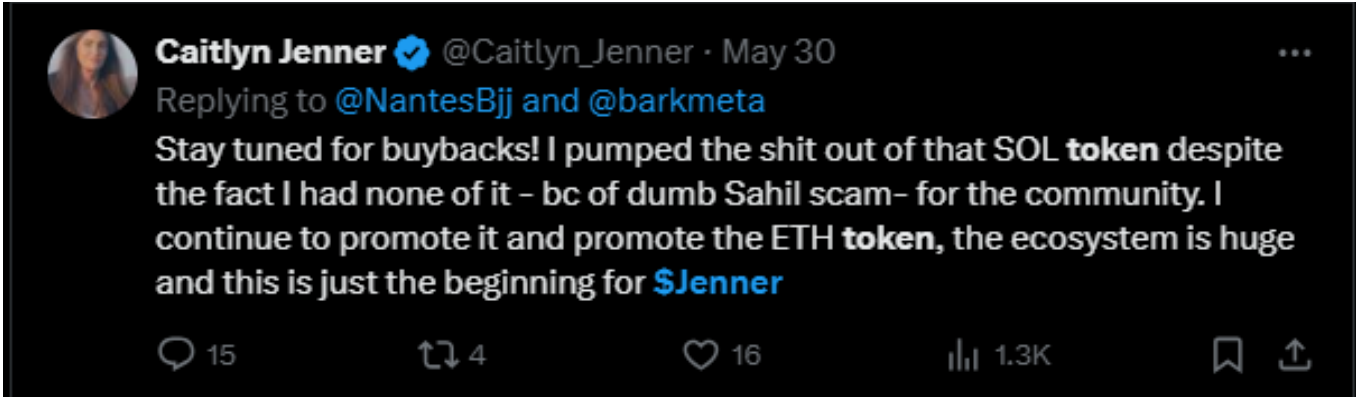 Caitlyn Jenner @Caitlyn_Jenner · May 30
Replying to @NantesBjj and @barkmeta
Stay tuned for buybacks! I pumped the shit out of that SOL token despite
the fact I had none of it - bc of dumb Sahil scam- for the community. I
continue to promote it and promote the ETH token, the ecosystem is huge
and this is just the beginning for $Jenner
15 4 16 1.3K